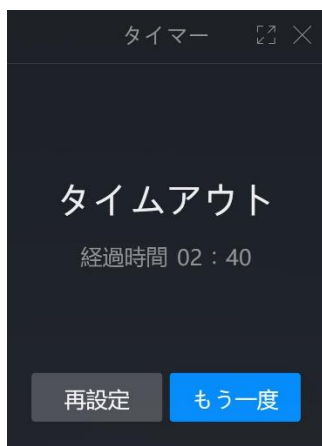 タイマー
タイムアウト
経過時間 02：40
再設定 もう一度